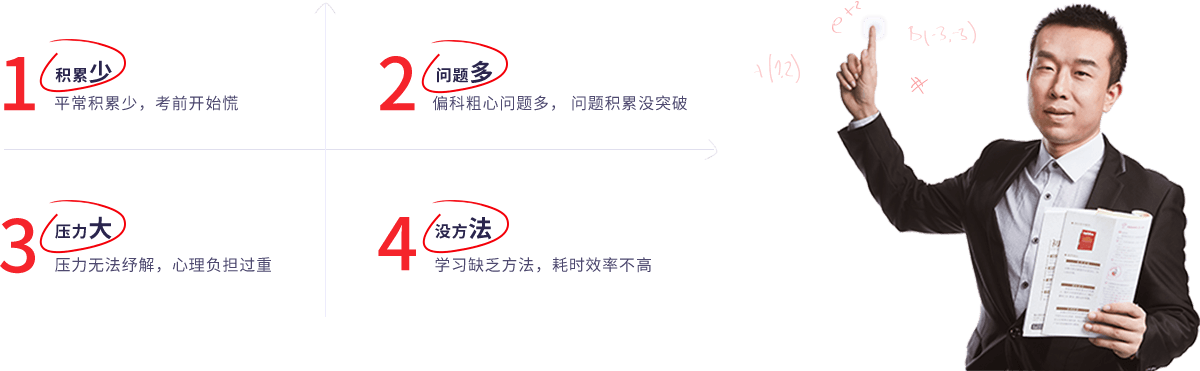 1
积累少
平常积累少，考前开始慌
2
问题多
偏科粗心问题多， 问题积累没突破
3
压力大
压力无法纾解，心理负担过重
4
没方法
学习缺乏方法，耗时效率不高
e+2
B(-3,-3)